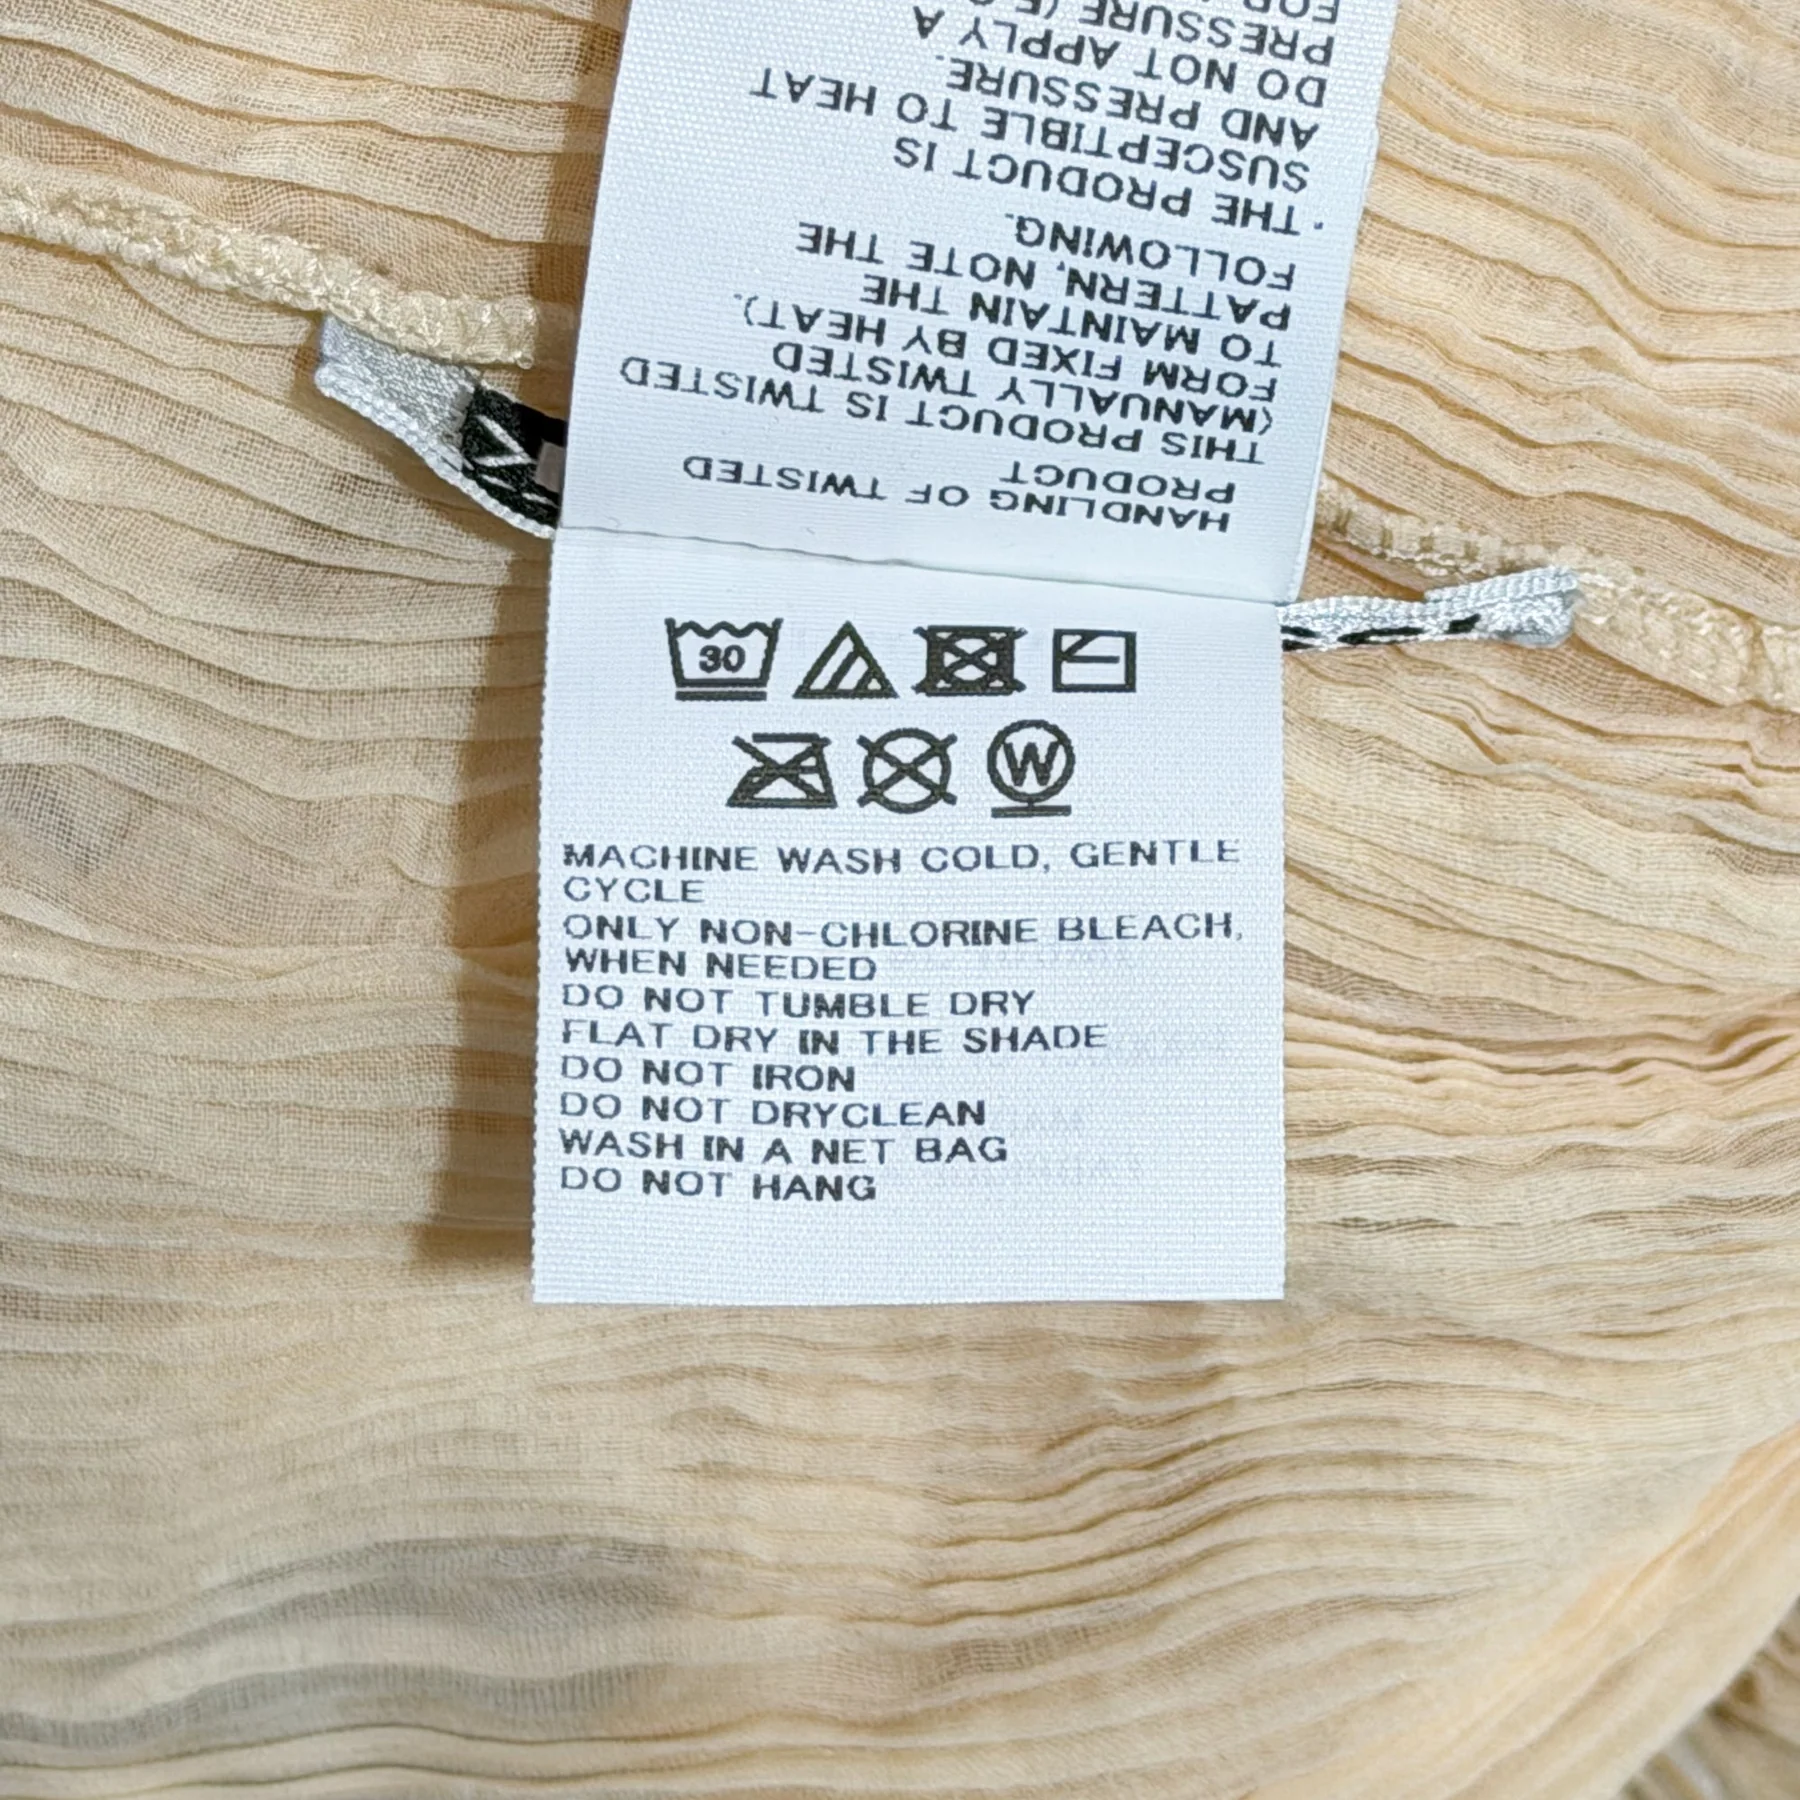 HANDLING OF TWISTED
PRODUCT
THIS PRODUCT IS TWISTED
(MANUALLY TWISTED
FORM FIXED BY HEAT).
TO MAINTAIN THE
PATTERN, NOTE THE
FOLLOWING.
· THE PRODUCT IS
SUSCEPTIBLE TO HEAT
AND PRESSURE.
DO NOT APPLY A
PRESSURE
FOR
30
W
MACHINE WASH COLD, GENTLE
CYCLE
ONLY NON-CHLORINE BLEACH,
WHEN NEEDED
DO NOT TUMBLE DRY
FLAT DRY IN THE SHADE
DO NOT IRON
DO NOT DRYCLEAN
WASH IN A NET BAG
DO NOT HANG